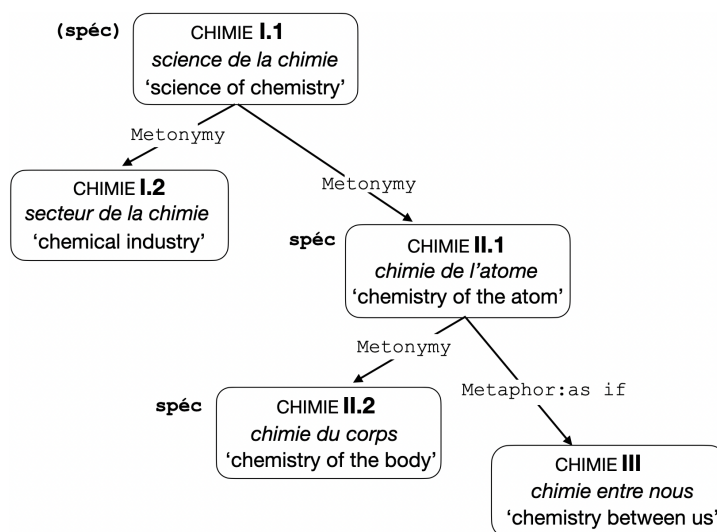 (spéc)
CHIMIE I.1
science de la chimie
'science of chemistry'
Metonymy
Metonymy
CHIMIE I.2
secteur de la chimie
'chemical industry'
spéc
CHIMIE II.1
chimie de l'atome
'chemistry of the atom'
Metonymy
Metaphor:as if
spéc
CHIMIE II.2
chimie du corps
'chemistry of the body'
CHIMIE III
chimie entre nous
'chemistry between us'